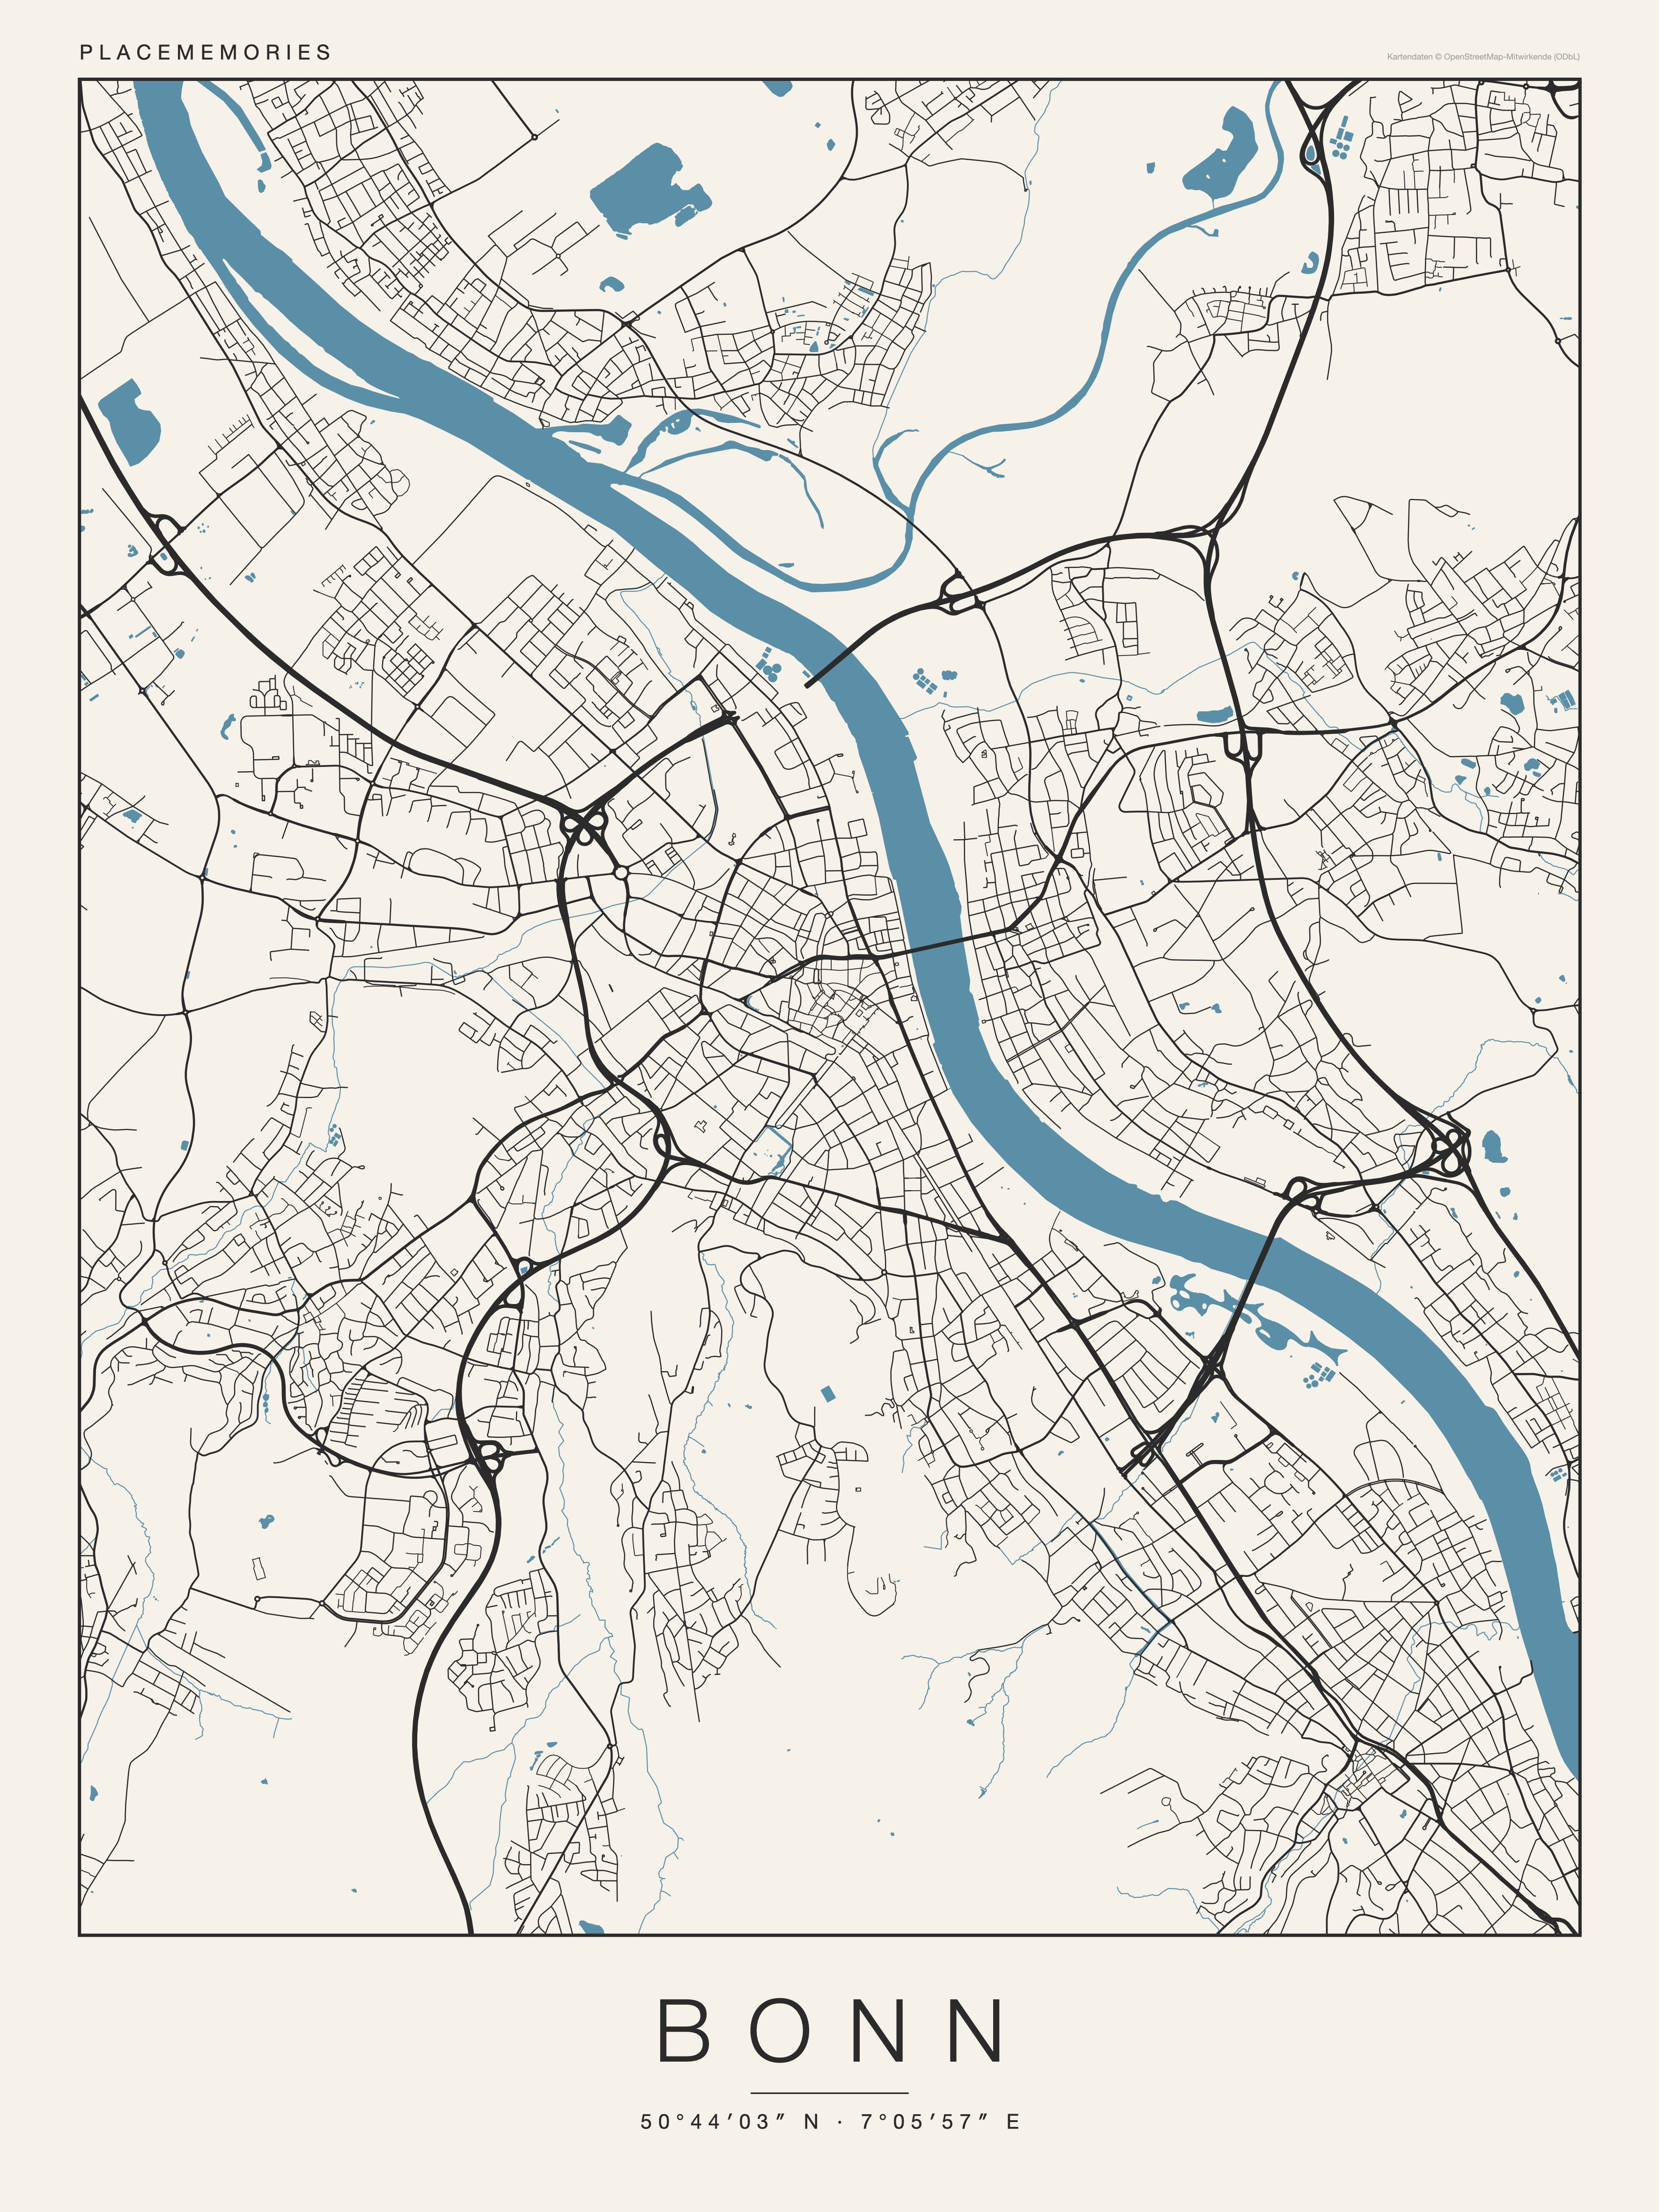 PLACEMEMORIES
Kartendaten © OpenStreetMap-Mitwirkende (ODbL)
BONN
50°44′03″ N · 7°05′57″ E